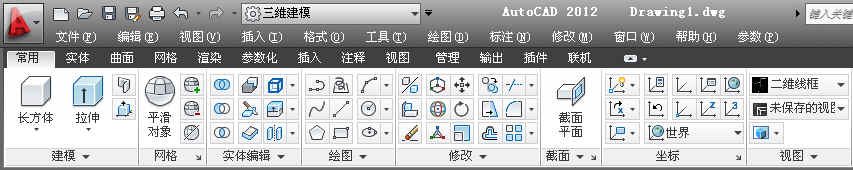 三维建模 AutoCAD 2012 Drawing1.dwg 键入关键
文件(F) 编辑(E) 视图(V) 插入(I) 格式(O) 工具(T) 绘图(D) 标注(N) 修改(M) 窗口(W) 帮助(H) 参数(P)
常用 实体 曲面 网格 渲染 参数化 插入 注释 视图 管理 输出 插件 联机
长方体 拉伸 平滑对象 截面平面 二维线框
未保存的视
世界
建模 网格 实体编辑 绘图 修改 截面 坐标 视图